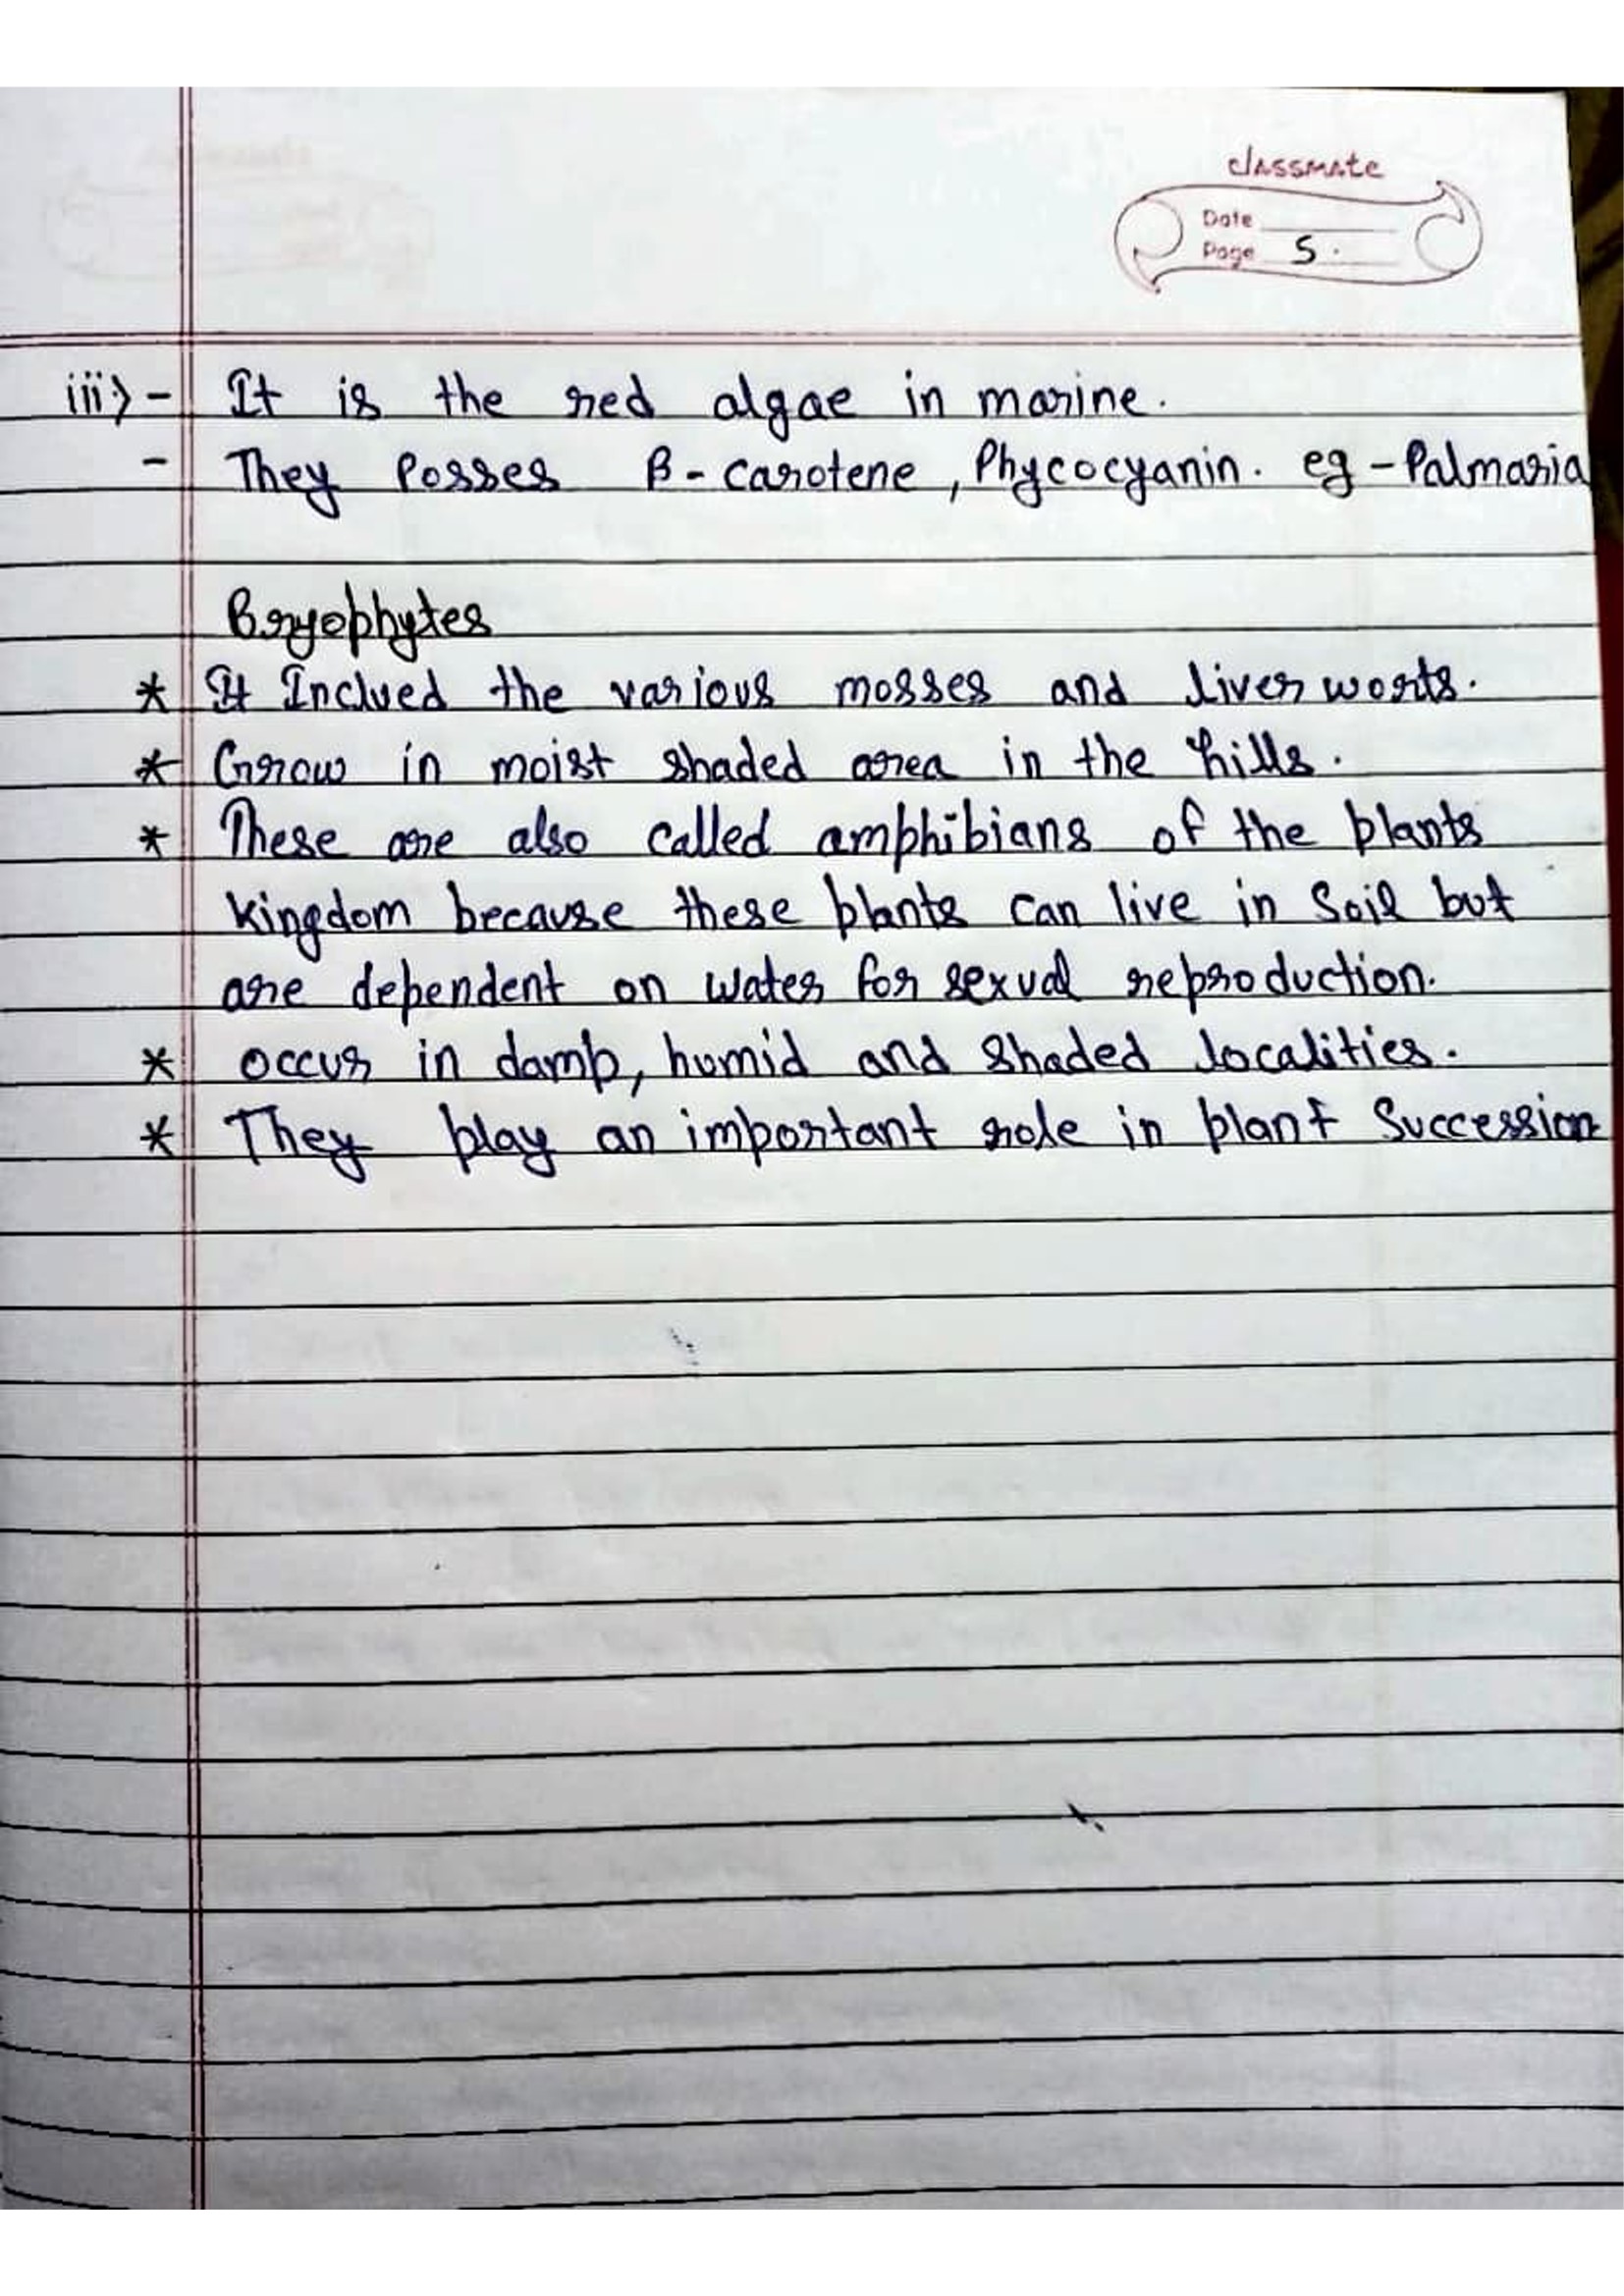 classmate
Date
Page 5.
iii) - It is the red algae in marine.
- They Posses β-carotene, Phycocyanin. eg - Palmaria
Bryophytes
* It Inclued the various mosses and liver worts.
* Grow in moist shaded area in the hills.
* These are also called amphibians of the plants
kingdom because these plants can live in Soil but
are dependent on water for sexual reproduction.
* occur in damp, humid and shaded localities.
* They play an important role in plant Succession